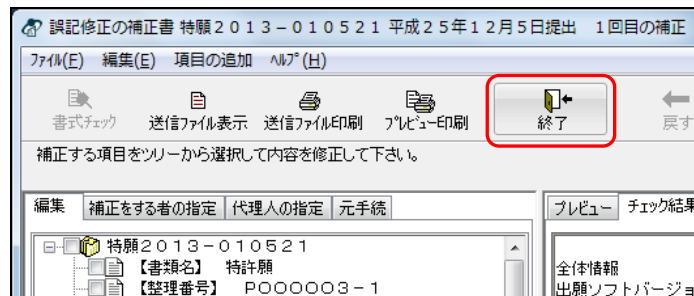 誤記修正の補正書 特願２０１３－０１０５２１ 平成２５年１２月５日提出　１回目の補正
ﾌｧｲﾙ(F)　編集(E)　項目の追加　ﾍﾙﾌﾟ(H)
書式ﾁｪｯｸ　送信ﾌｧｲﾙ表示　送信ﾌｧｲﾙ印刷　ﾌﾟﾚﾋﾞｭｰ印刷　終了　戻す
補正する項目をツリーから選択して内容を修正して下さい。
編集　補正をする者の指定　代理人の指定　元手続　プレビュー　チェック結果
特願２０１３－０１０５２１
【書類名】　特許願
【整理番号】　Ｐ０００００３－１
全体情報
出願ソフトバージョ